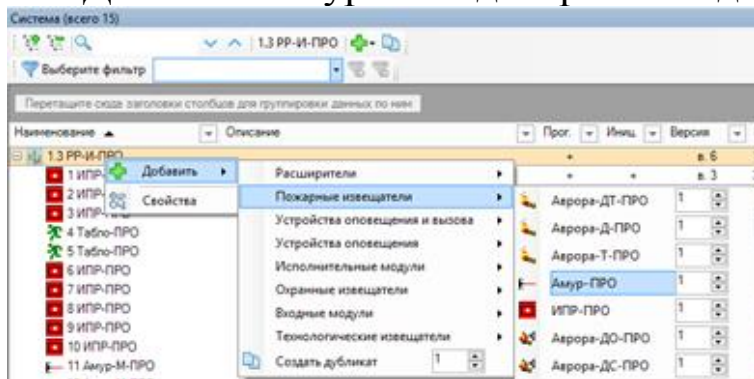 Система (всего 15)
1.3 РР-И-ПРО
Выберите фильтр
Перетащите сюда заголовки столбцов для группировки данных по ним
Наименование Описание Прог. Иниц. Версия
1.3 РР-И-ПРО + в. 6
1 ИПР- Добавить Расширители + + в. 3
2 ИПР- Свойства Пожарные извещатели Аврора-ДТ-ПРО 1
3 ИПР-ПРО Устройства оповещения и вызова Аврора-Д-ПРО 1
4 Табло-ПРО Устройства оповещения Аврора-Т-ПРО 1
5 Табло-ПРО Исполнительные модули Амур-ПРО 1
6 ИПР-ПРО Охранные извещатели ИПР-ПРО 1
7 ИПР-ПРО Входные модули Аврора-ДО-ПРО 1
8 ИПР-ПРО Технологические извещатели Аврора-ДС-ПРО 1
9 ИПР-ПРО Создать дубликат 1
10 ИПР-ПРО
11 Амур-М-ПРО